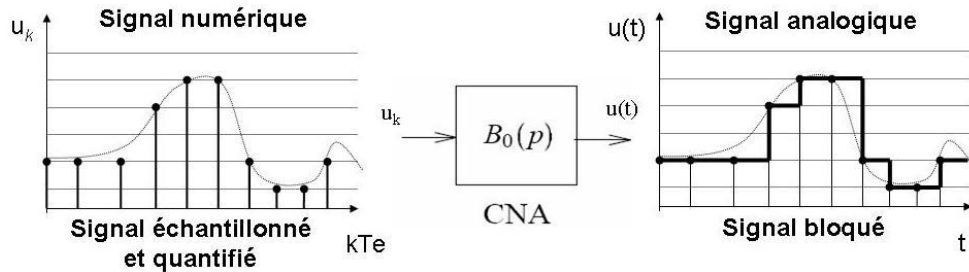 Signal numérique
u_k
Signal échantillonné
et quantifié
kTe
u_k
B_0(p)
CNA
u(t)
Signal analogique
u(t)
Signal bloqué
t